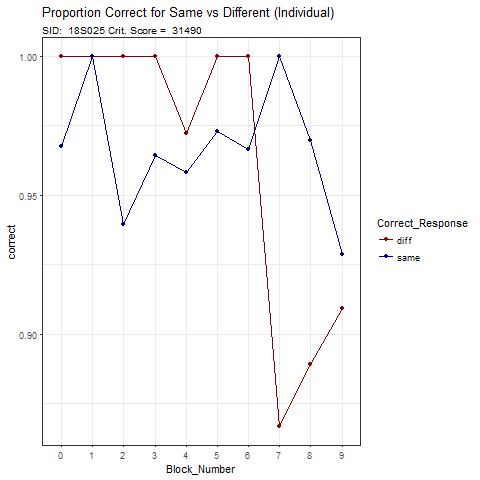 Proportion Correct for Same vs Different (Individual)
SID:  18S025 Crit. Score =  31490
1.00
0.95
0.90
correct
0 1 2 3 4 5 6 7 8 9
Block_Number
Correct_Response
diff
same